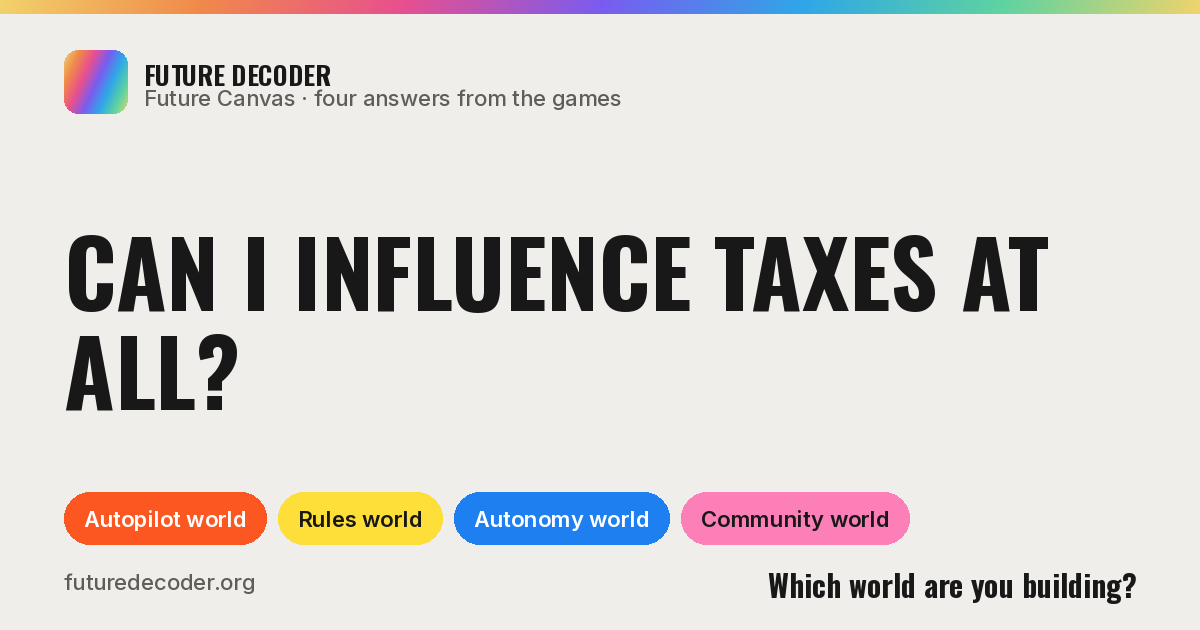 FUTURE DECODER
Future Canvas · four answers from the games
CAN I INFLUENCE TAXES AT
ALL?
Autopilot world
Rules world
Autonomy world
Community world
futuredecoder.org
Which world are you building?